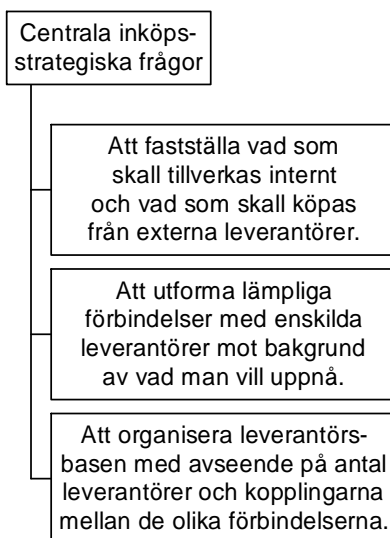 Centrala inköps-
strategiska frågor
Att fastställa vad som
skall tillverkas internt
och vad som skall köpas
från externa leverantörer.
Att utforma lämpliga
förbindelser med enskilda
leverantörer mot bakgrund
av vad man vill uppnå.
Att organisera leverantörs-
basen med avseende på antal
leverantörer och kopplingarna
mellan de olika förbindelserna.